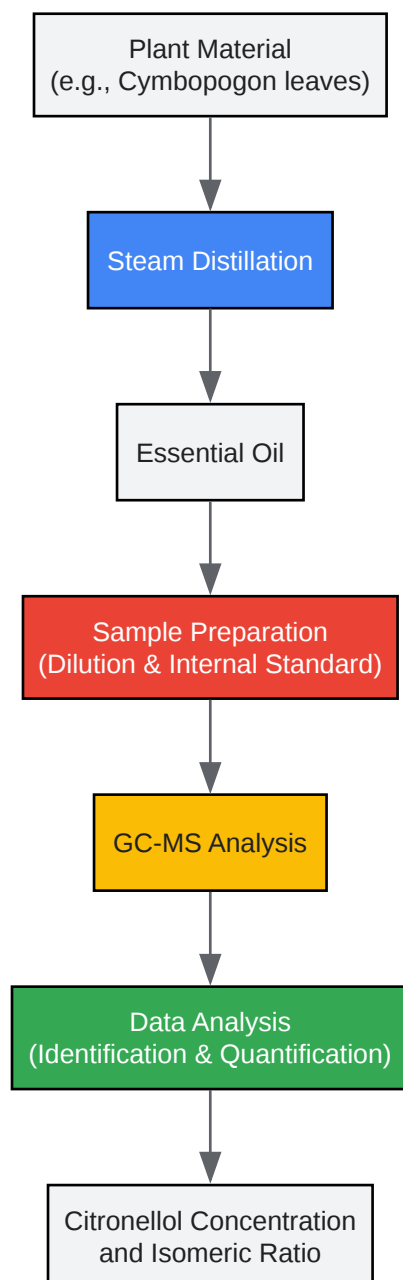 Plant Material
(e.g., Cymbopogon leaves)
Steam Distillation
Essential Oil
Sample Preparation
(Dilution & Internal Standard)
GC-MS Analysis
Data Analysis
(Identification & Quantification)
Citronellol Concentration
and Isomeric Ratio